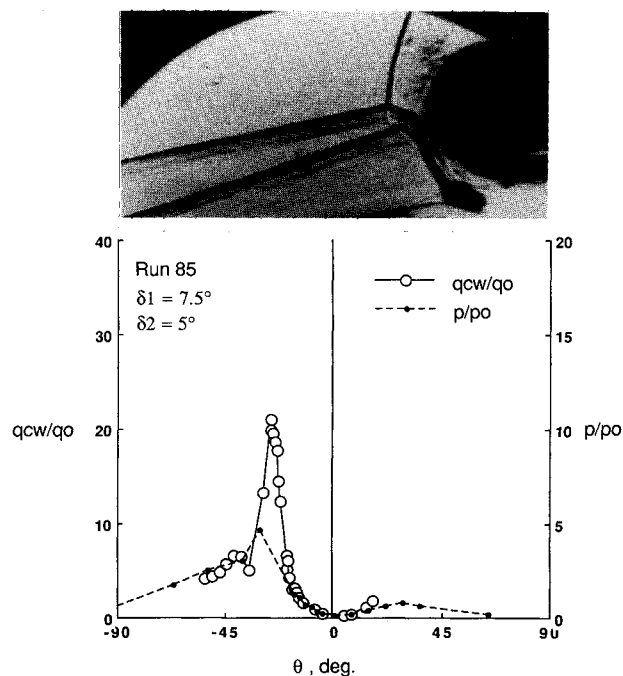 40
30
20
10
0
qcw/qo
Run 85
δ1 = 7.5°
δ2 = 5°
qcw/qo
p/po
20
15
10
5
0
p/po
-90
-45
0
45
90
θ , deg.